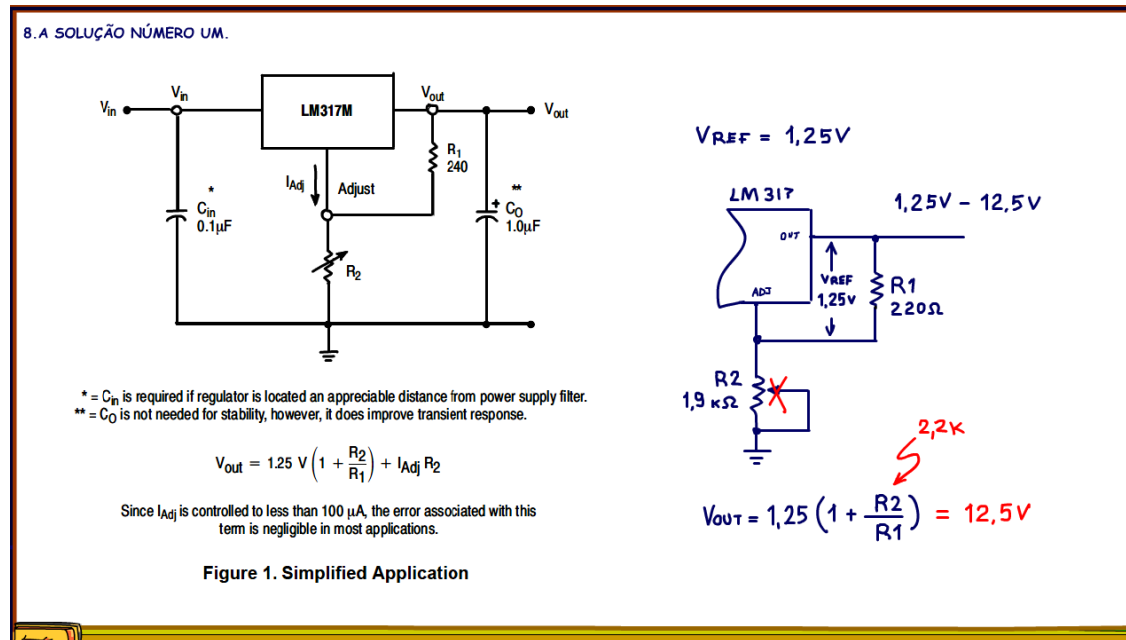 8.A SOLUÇÃO NÚMERO UM.
Vin
Vin
LM317M
Vout
Vout
R1
240
IAdj
Adjust
*
Cin
0.1µF
**
+
CO
1.0µF
R2
* = Cin is required if regulator is located an appreciable distance from power supply filter.
** = CO is not needed for stability, however, it does improve transient response.
Vout = 1.25 V (1 + R2/R1) + IAdj R2
Since IAdj is controlled to less than 100 µA, the error associated with this
term is negligible in most applications.
Figure 1. Simplified Application
VREF = 1,25V
LM317
1,25V - 12,5V
OUT
VREF
1,25V
ADJ
R1
220Ω
R2
1,9 KΩ
2,2K
VOUT = 1,25 (1 + R2/R1) = 12,5V